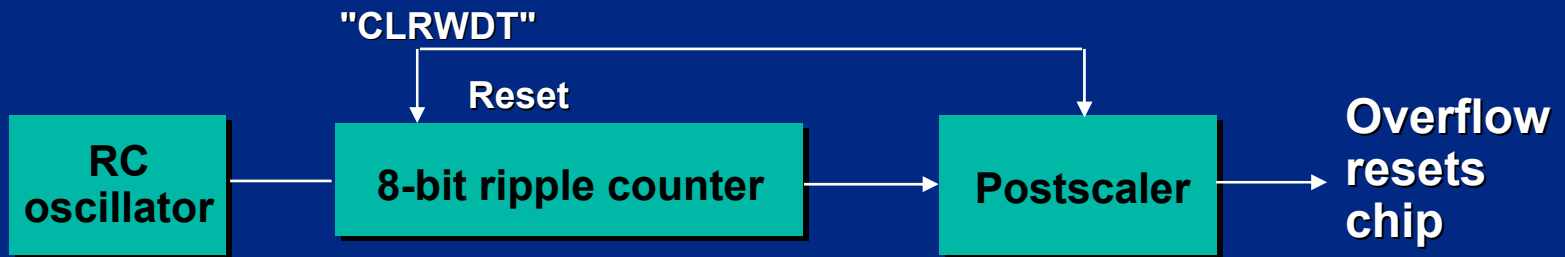 "CLRWDT"
Reset
RC
oscillator
8-bit ripple counter
Postscaler
Overflow
resets
chip